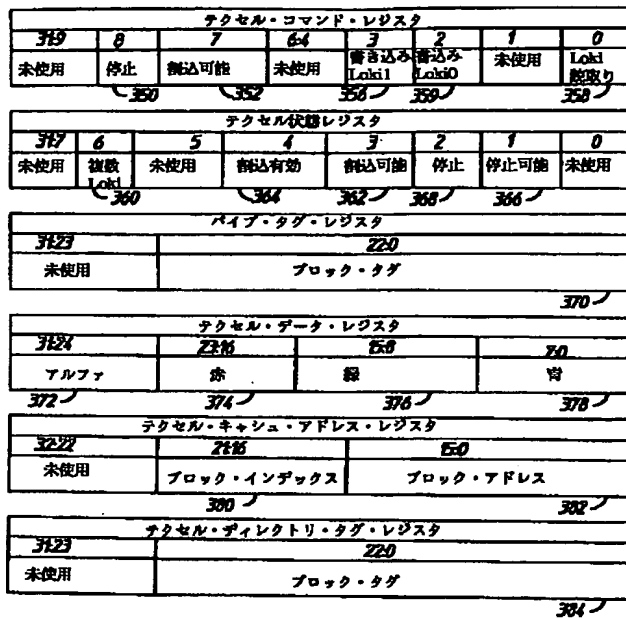 テクセル・コマンド・レジスタ
31:9 8 7 6:4 3 2 1 0
未使用 停止 割込可能 未使用 書き込み Loki1 書込み Loki0 未使用 Loki 読取り
350 352 356 359 358
テクセル状態レジスタ
31:7 6 5 4 3 2 1 0
未使用 複数 Loki 未使用 割込有効 割込可能 停止 停止可能 未使用
360 364 362 368 366
パイプ・タグ・レジスタ
31:23 22:0
未使用 ブロック・タグ
370
テクセル・データ・レジスタ
31:24 23:16 15:8 7:0
アルファ 赤 緑 青
372 374 376 378
テクセル・キャシュ・アドレス・レジスタ
32:22 21:16 15:0
未使用 ブロック・インデックス ブロック・アドレス
380 382
テクセル・ディレクトリ・タグ・レジスタ
31:23 22:0
未使用 ブロック・タグ
384